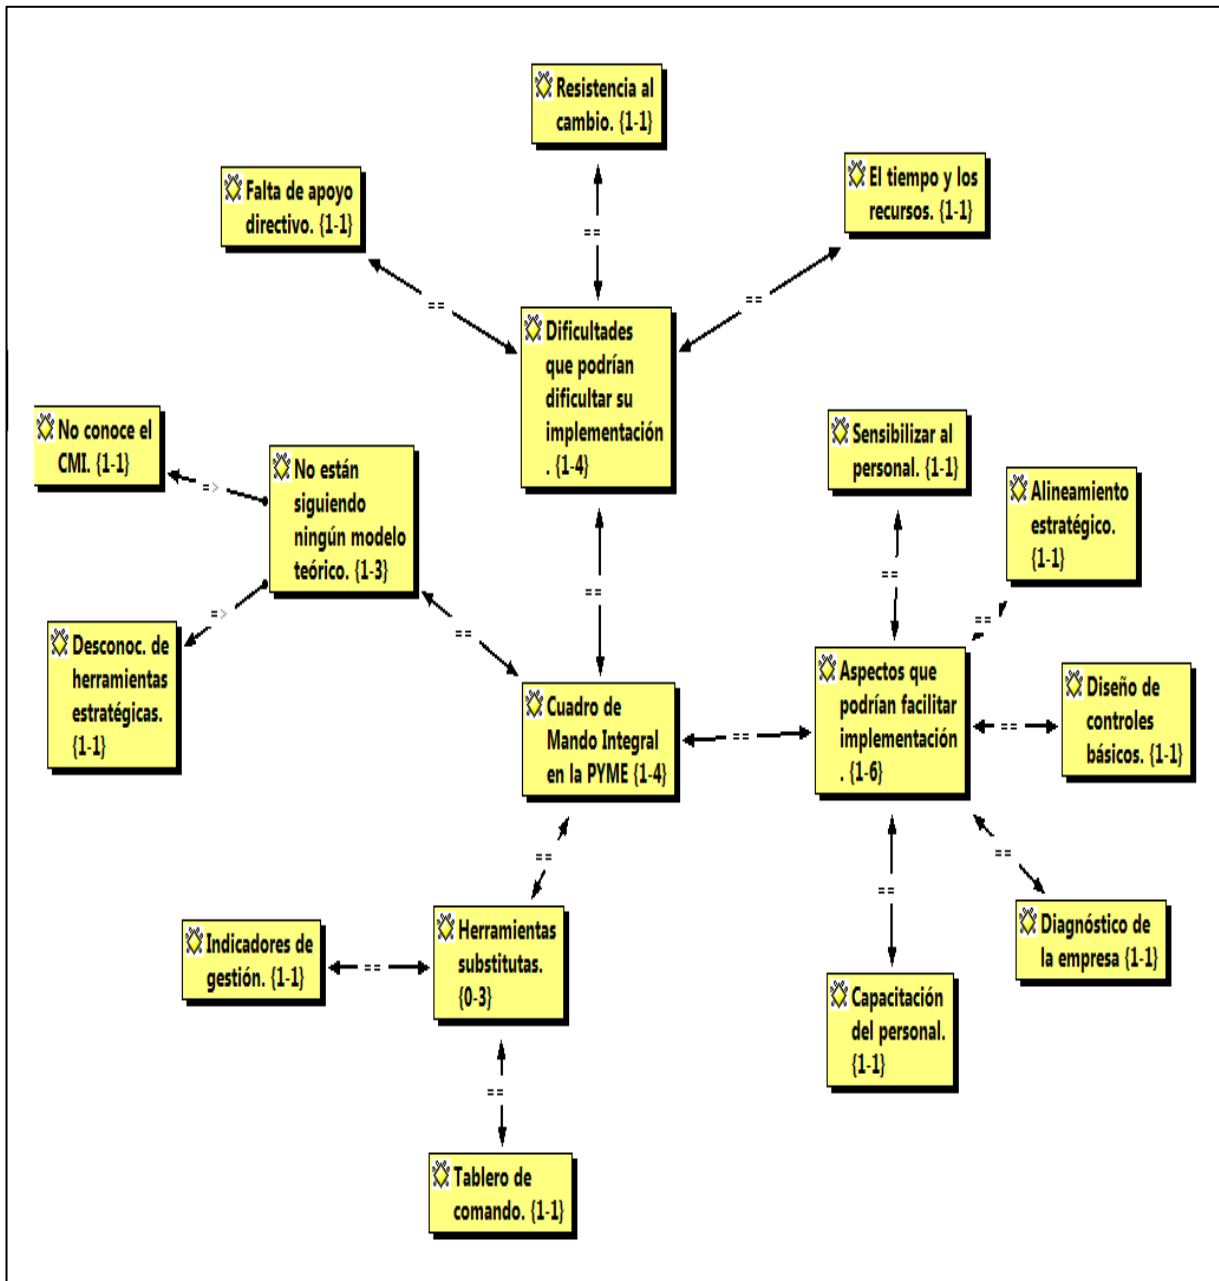 Resistencia al
cambio. {1-1}
Falta de apoyo
directivo. {1-1}
El tiempo y los
recursos. {1-1}
==
==
==
Dificultades
que podrían
dificultar su
implementación
. {1-4}
No conoce el
CMI. {1-1}
=>
No están
siguiendo
ningún modelo
teórico. {1-3}
Sensibilizar al
personal. {1-1}
Alineamiento
estratégico.
{1-1}
==
==
==
=>
==
Desconoc. de
herramientas
estratégicas.
{1-1}
Cuadro de
Mando Integral
en la PYME {1-4}
==
Aspectos que
podrían facilitar
implementación
. {1-6}
==
Diseño de
controles
básicos. {1-1}
==
==
==
Indicadores de
gestión. {1-1}
==
Herramientas
substitutas.
{0-3}
Diagnóstico de
la empresa {1-1}
Capacitación
del personal.
{1-1}
==
Tablero de
comando. {1-1}